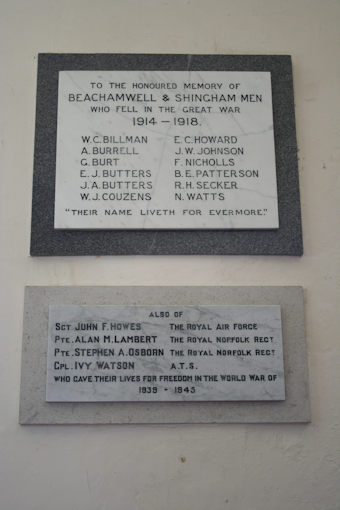 TO THE HONOURED MEMORY OF
BEACHAMWELL & SHINGHAM MEN
WHO FELL IN THE GREAT WAR
1914 — 1918.
W.C. BILLMAN E.C. HOWARD
A. BURRELL J.W. JOHNSON
G. BURT F. NICHOLLS
E.J. BUTTERS B.E. PATTERSON
J.A. BUTTERS R.H. SECKER
W.J. COUZENS N. WATTS
"THEIR NAME LIVETH FOR EVERMORE."
ALSO OF
SGT JOHN F. HOWES THE ROYAL AIR FORCE
PTE. ALAN M. LAMBERT THE ROYAL NORFOLK REGT
PTE. STEPHEN A. OSBORN THE ROYAL NORFOLK REGT
CPL. IVY WATSON A.T.S.
WHO GAVE THEIR LIVES FOR FREEDOM IN THE WORLD WAR OF
1939 - 1945